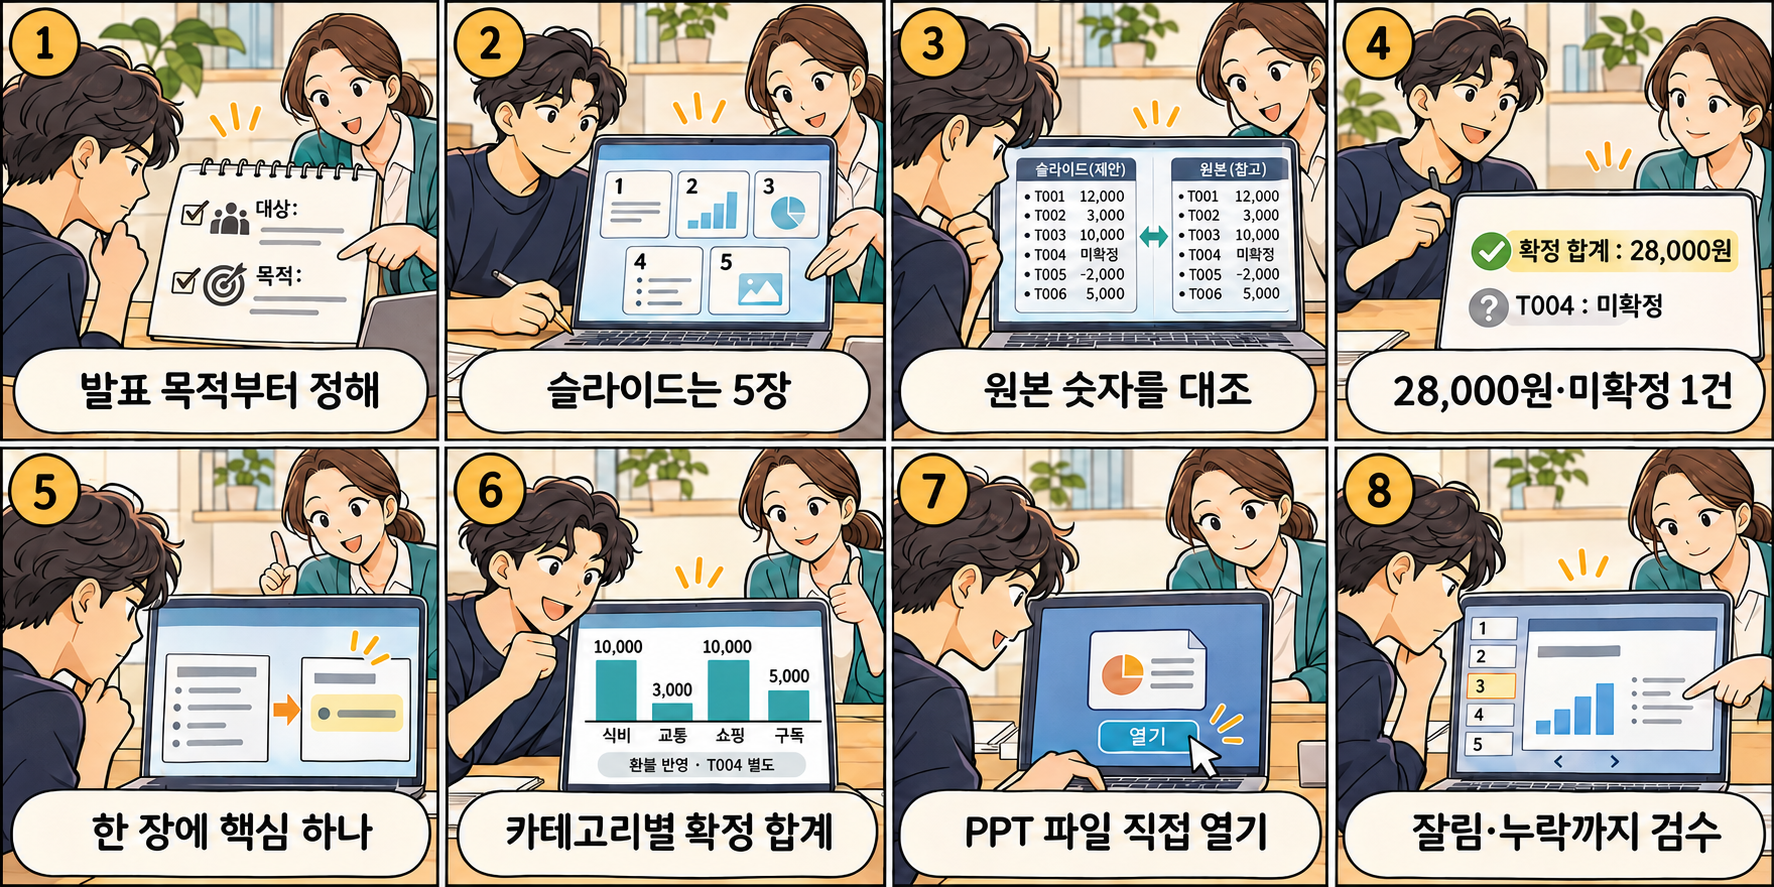 1
대상:
목적:
발표 목적부터 정해
2
1
2
3
4
5
슬라이드는 5장
3
슬라이드(제안)
• T001 12,000
• T002 3,000
• T003 10,000
• T004 미확정
• T005 -2,000
• T006 5,000
원본(참고)
• T001 12,000
• T002 3,000
• T003 10,000
• T004 미확정
• T005 -2,000
• T006 5,000
원본 숫자를 대조
4
확정 합계 : 28,000원
? T004 : 미확정
28,000원·미확정 1건
5
한 장에 핵심 하나
6
10,000 3,000 10,000 5,000
식비 교통 쇼핑 구독
환불 반영 · T004 별도
카테고리별 확정 합계
7
열기
PPT 파일 직접 열기
8
1
2
3
4
5
잘림·누락까지 검수